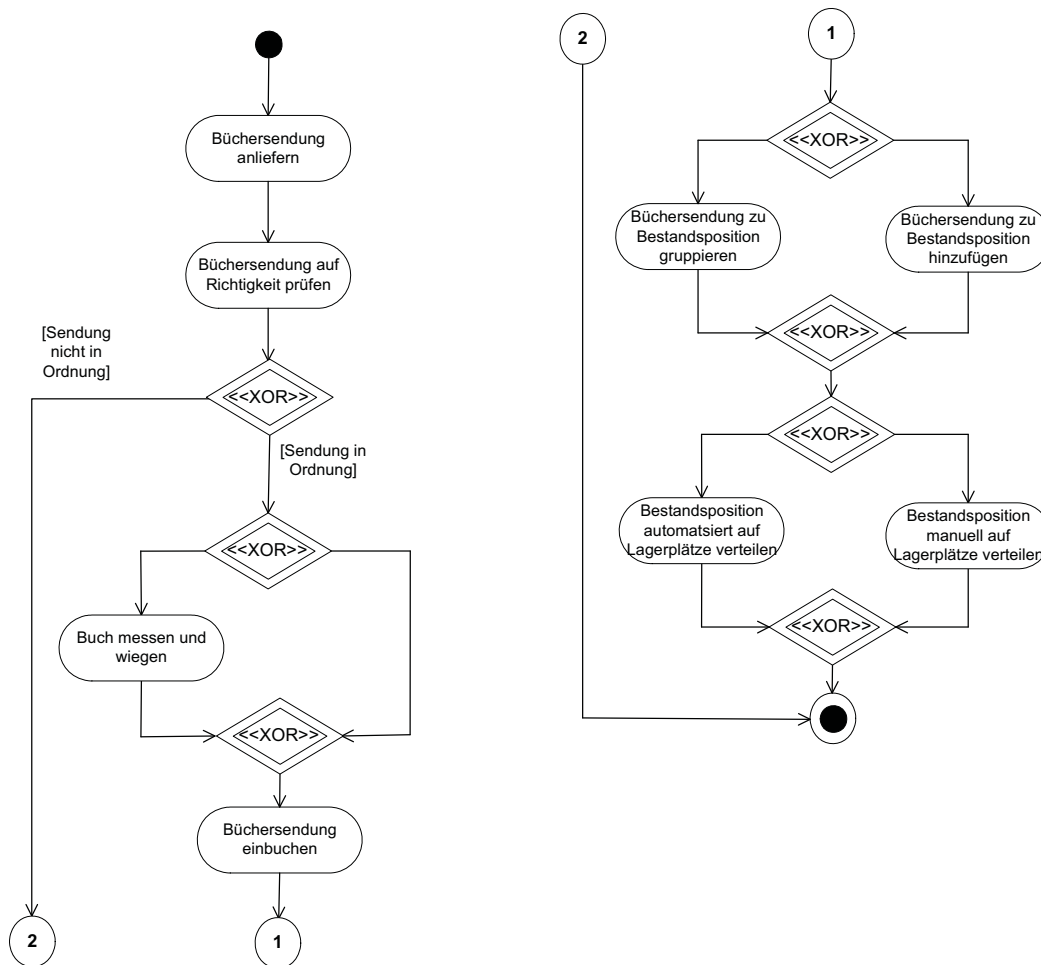 Büchersendung
anliefern
Büchersendung auf
Richtigkeit prüfen
[Sendung
nicht in
Ordnung]
<<XOR>>
[Sendung in
Ordnung]
<<XOR>>
Buch messen und
wiegen
<<XOR>>
Büchersendung
einbuchen
2
1
2
1
<<XOR>>
Büchersendung zu
Bestandsposition
gruppieren
Büchersendung zu
Bestandsposition
hinzufügen
<<XOR>>
<<XOR>>
Bestandsposition
automatsiert auf
Lagerplätze verteilen
Bestandsposition
manuell auf
Lagerplätze verteilen
<<XOR>>